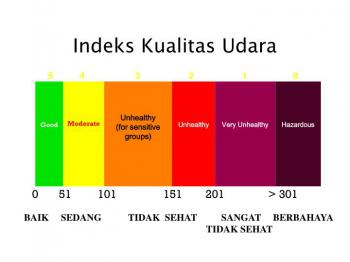 Indeks Kualitas Udara
5 4 3 2 1 0
Good Moderate Unhealthy (for sensitive groups) Unhealthy Very Unhealthy Hazardous
0 51 101 151 201 > 301
BAIK SEDANG TIDAK SEHAT SANGAT BERBAHAYA
TIDAK SEHAT